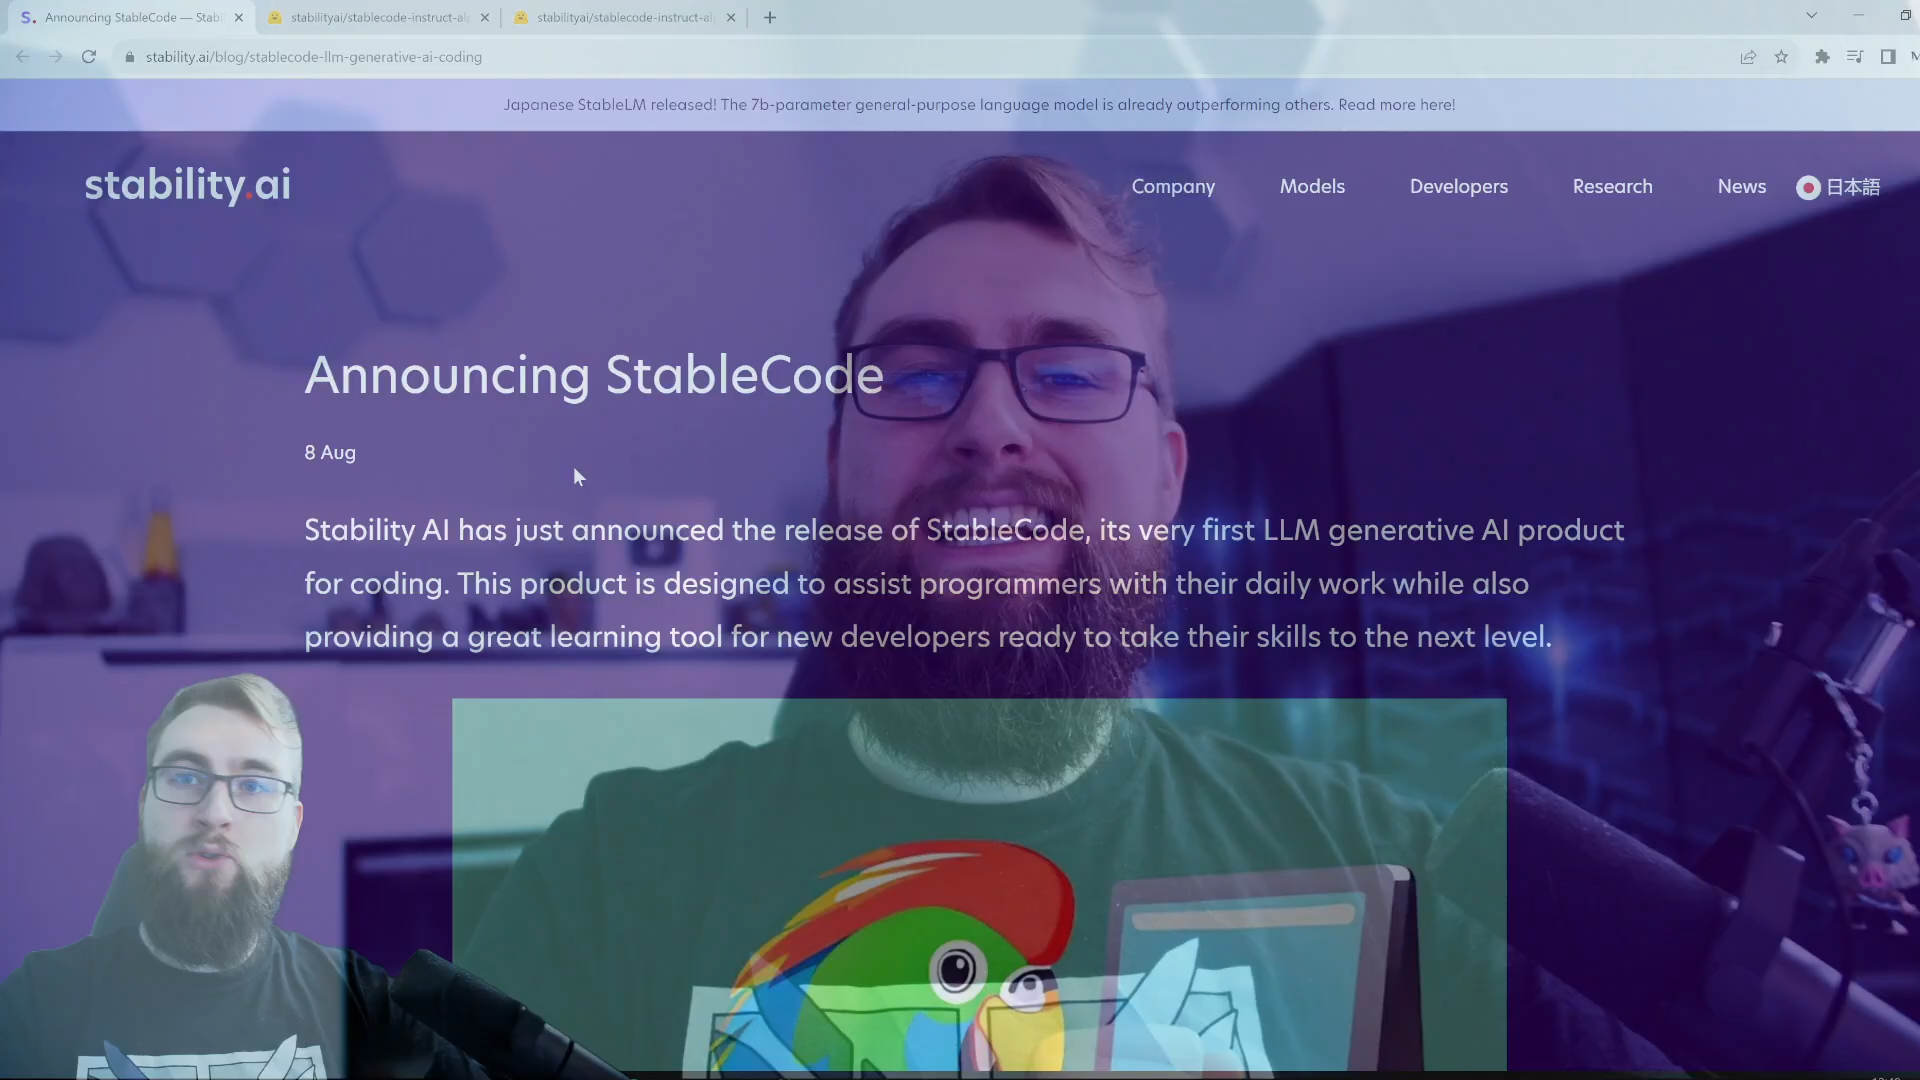 Announcing StableCode — Stabi
stabilityai/stablecode-instruct-alp
stabilityai/stablecode-instruct-alp
stability.ai/blog/stablecode-llm-generative-ai-coding
Japanese StableLM released! The 7b-parameter general-purpose language model is already outperforming others. Read more here!
stability.ai
Company
Models
Developers
Research
News
日本語
Announcing StableCode
8 Aug
Stability AI has just announced the release of StableCode, its very first LLM generative AI product
for coding. This product is designed to assist programmers with their daily work while also
providing a great learning tool for new developers ready to take their skills to the next level.